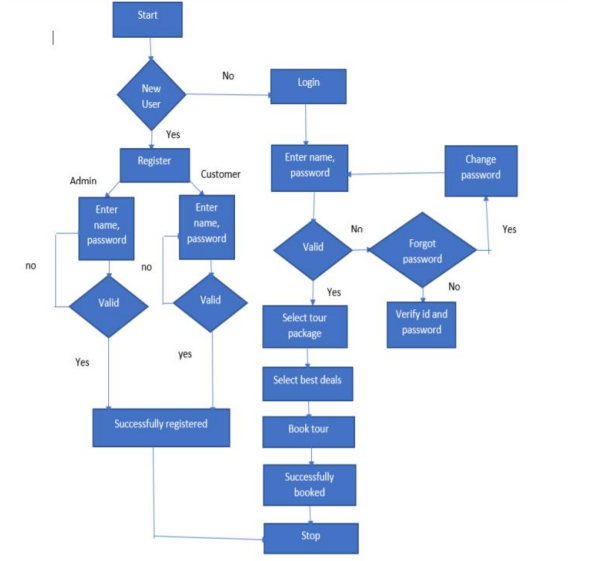 Start
New
User
No
Login
Yes
Register
Admin
Customer
Enter
name,
password
Enter
name,
password
Enter name,
password
Change
password
no
no
Valid
Valid
Valid
No
Forgot
password
Yes
Yes
No
Select tour
package
Verify id and
password
Yes
yes
Select best deals
Successfully registered
Book tour
Successfully
booked
Stop